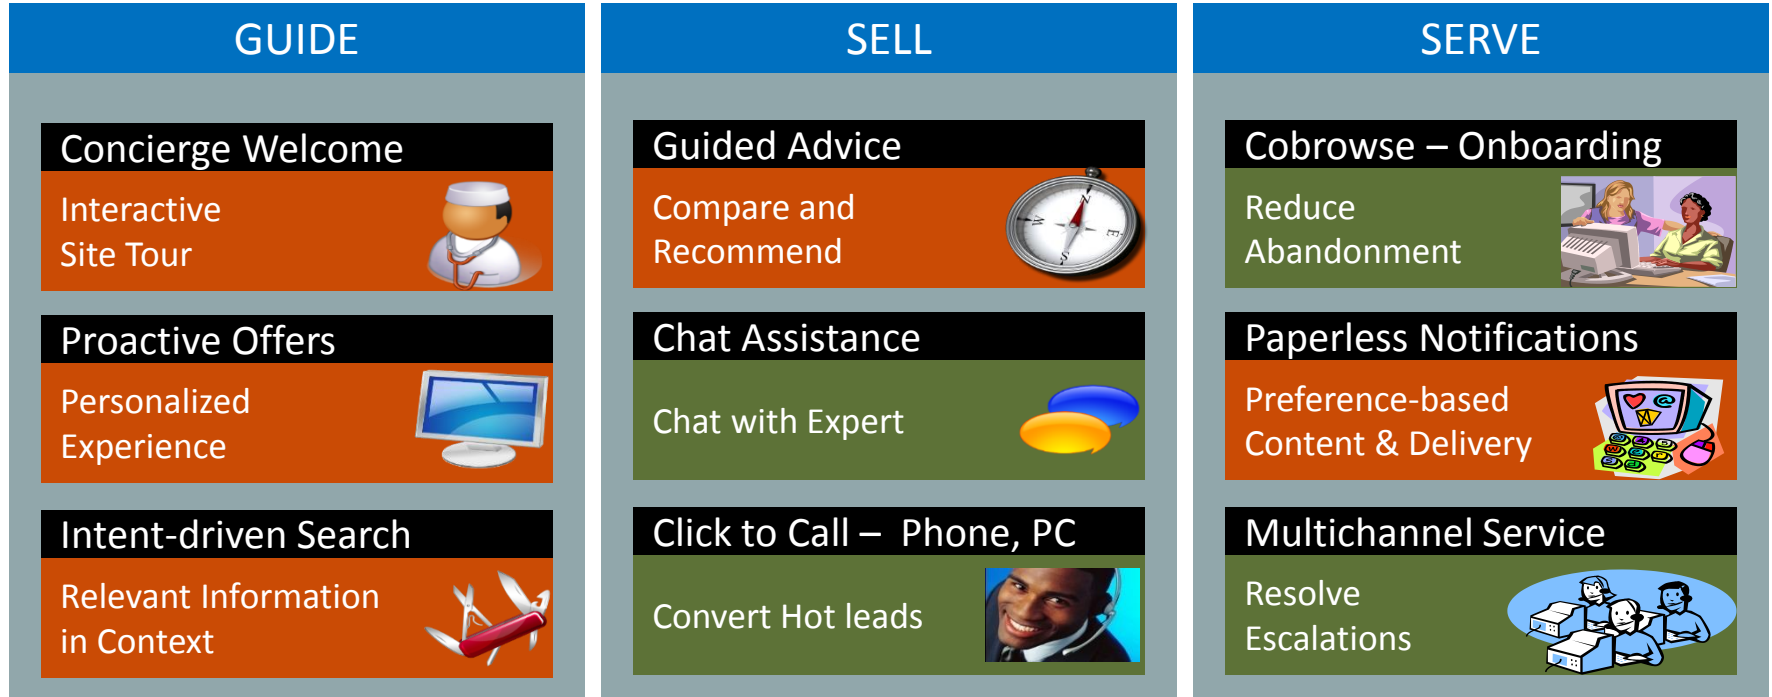 GUIDE
Concierge Welcome
Interactive
Site Tour
Proactive Offers
Personalized
Experience
Intent-driven Search
Relevant Information
in Context
SELL
Guided Advice
Compare and
Recommend
N
W
E
S
Chat Assistance
Chat with Expert
Click to Call – Phone, PC
Convert Hot leads
SERVE
Cobrowse – Onboarding
Reduce
Abandonment
Paperless Notifications
Preference-based
Content & Delivery
@
Multichannel Service
Resolve
Escalations